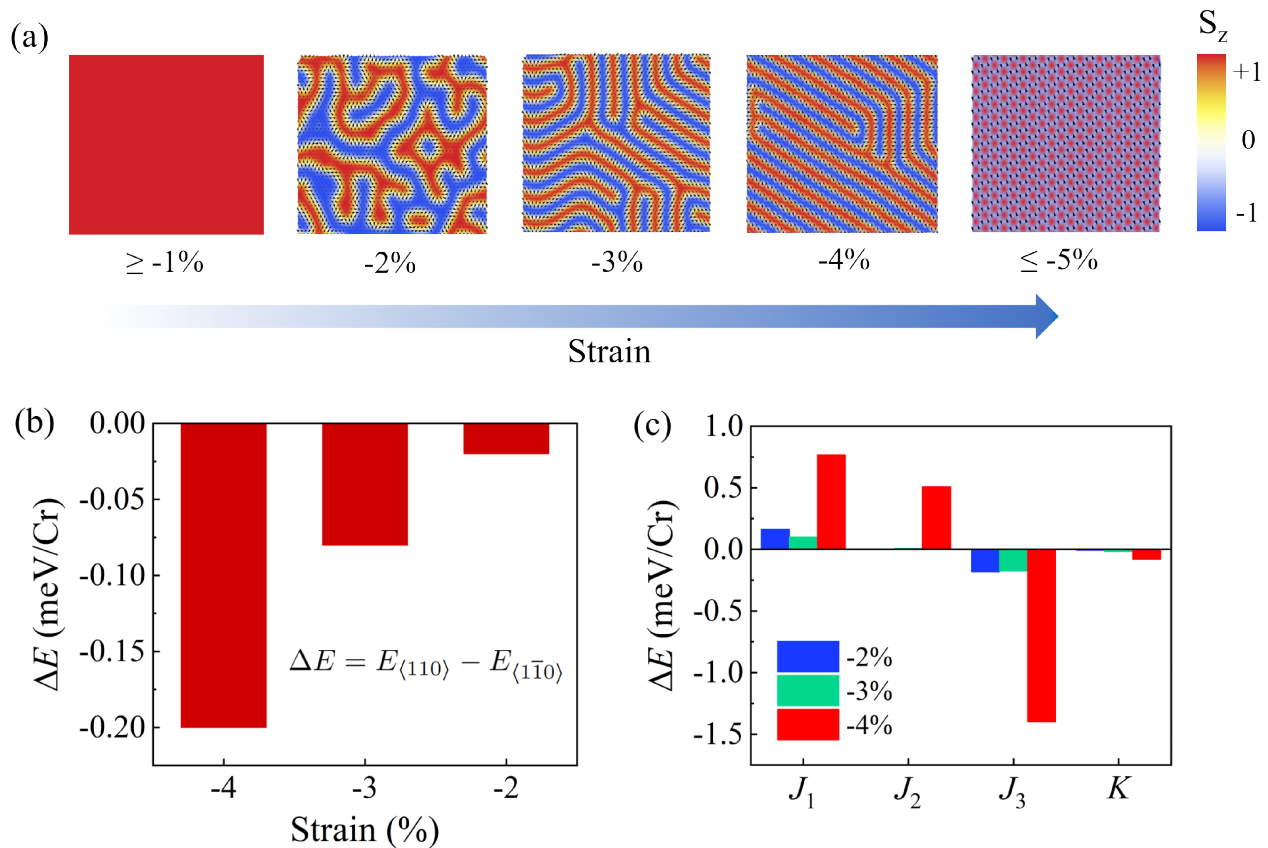 (a)
S_z
+1
0
-1
≥ -1%
-2%
-3%
-4%
≤ -5%
Strain
(b)
0.00
-0.05
-0.10
-0.15
-0.20
ΔE (meV/Cr)
ΔE = E⟨110⟩ − E⟨11̄0⟩
-4
-3
-2
Strain (%)
(c)
1.0
0.5
0.0
-0.5
-1.0
-1.5
ΔE (meV/Cr)
-2%
-3%
-4%
J₁
J₂
J₃
K